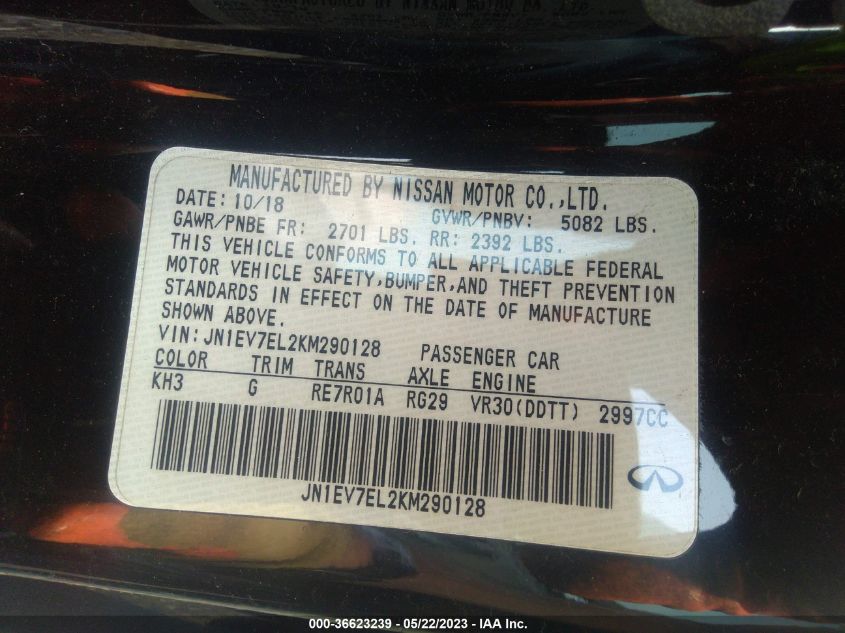 MANUFACTURED BY NISSAN MOTOR CO.,LTD.
DATE: 10/18 GVWR/PNBV: 5082 LBS.
GAWR/PNBE FR: 2701 LBS. RR: 2392 LBS.
THIS VEHICLE CONFORMS TO ALL APPLICABLE FEDERAL
MOTOR VEHICLE SAFETY,BUMPER,AND THEFT PREVENTION
STANDARDS IN EFFECT ON THE DATE OF MANUFACTURE
SHOWN ABOVE.
VIN: JN1EV7EL2KM290128 PASSENGER CAR
COLOR TRIM TRANS AXLE ENGINE
KH3 G RE7R01A RG29 VR30(DDTT) 2997CC
JN1EV7EL2KM290128
000-36623239 - 05/22/2023 - IAA Inc.